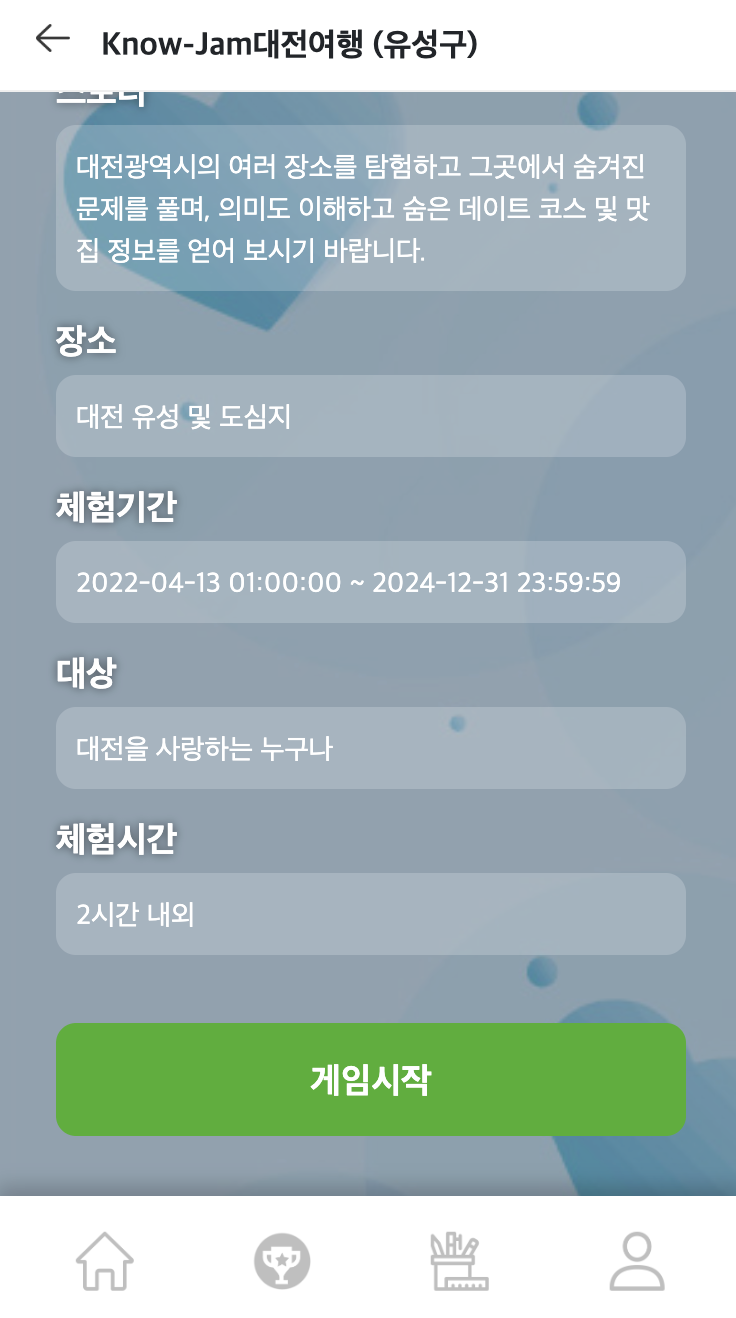 Know-Jam대전여행 (유성구)
스토리
대전광역시의 여러 장소를 탐험하고 그곳에서 숨겨진
문제를 풀며, 의미도 이해하고 숨은 데이트 코스 및 맛
집 정보를 얻어 보시기 바랍니다.
장소
대전 유성 및 도심지
체험기간
2022-04-13 01:00:00 ~ 2024-12-31 23:59:59
대상
대전을 사랑하는 누구나
체험시간
2시간 내외
게임시작